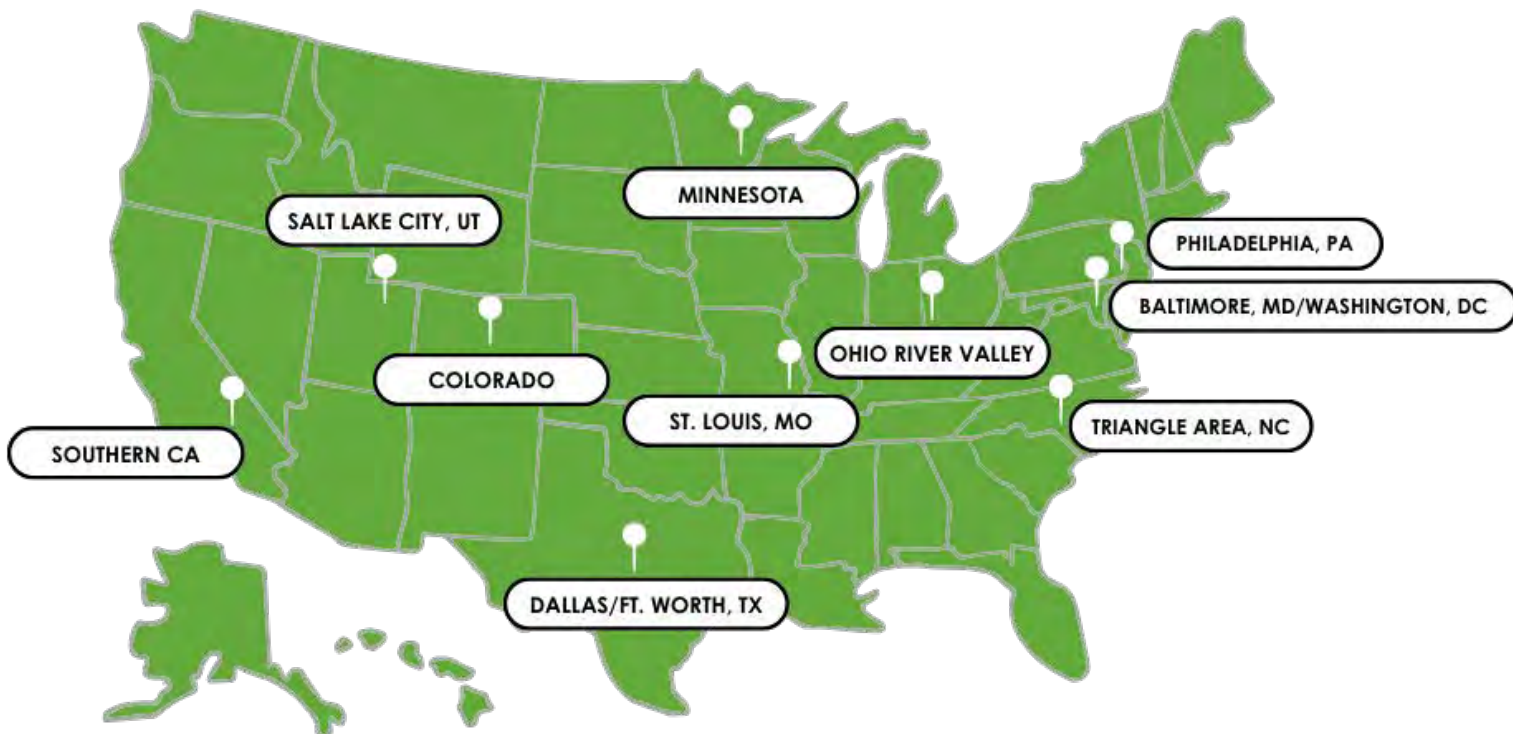 MINNESOTA
SALT LAKE CITY, UT
PHILADELPHIA, PA
BALTIMORE, MD/WASHINGTON, DC
OHIO RIVER VALLEY
COLORADO
ST. LOUIS, MO
TRIANGLE AREA, NC
SOUTHERN CA
DALLAS/FT. WORTH, TX